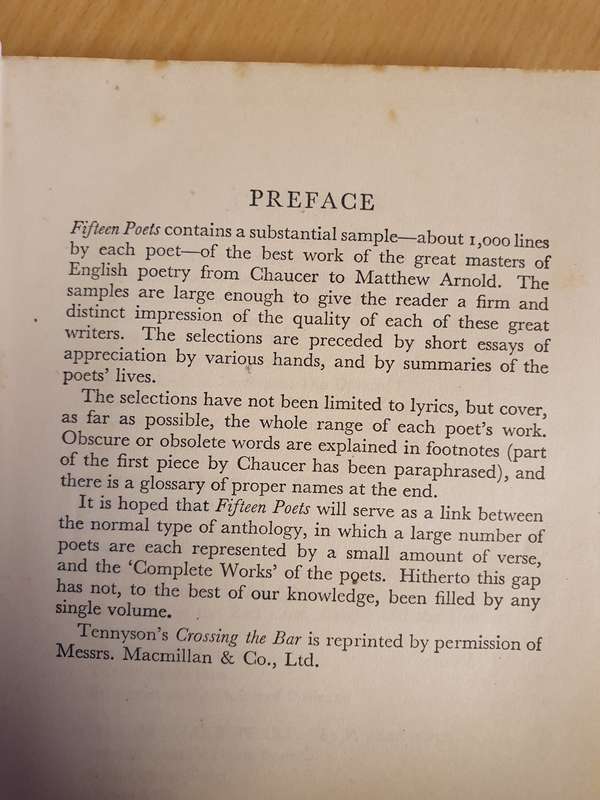 PREFACE
Fifteen Poets contains a substantial sample—about 1,000 lines
by each poet—of the best work of the great masters of
English poetry from Chaucer to Matthew Arnold. The
samples are large enough to give the reader a firm and
distinct impression of the quality of each of these great
writers. The selections are preceded by short essays of
appreciation by various hands, and by summaries of the
poets' lives.
The selections have not been limited to lyrics, but cover,
as far as possible, the whole range of each poet's work.
Obscure or obsolete words are explained in footnotes (part
of the first piece by Chaucer has been paraphrased), and
there is a glossary of proper names at the end.
It is hoped that Fifteen Poets will serve as a link between
the normal type of anthology, in which a large number of
poets are each represented by a small amount of verse,
and the 'Complete Works' of the poets. Hitherto this gap
has not, to the best of our knowledge, been filled by any
single volume.
Tennyson's Crossing the Bar is reprinted by permission of
Messrs. Macmillan & Co., Ltd.